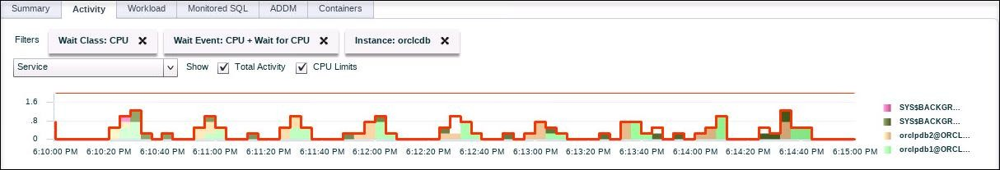 Summary Activity Workload Monitored SQL ADDM Containers
Filters Wait Class: CPU Wait Event: CPU + Wait for CPU Instance: orclcdb
Service Show Total Activity CPU Limits
1.6
.8
0
6:10:00 PM 6:10:20 PM 6:10:40 PM 6:11:00 PM 6:11:20 PM 6:11:40 PM 6:12:00 PM 6:12:20 PM 6:12:40 PM 6:13:00 PM 6:13:20 PM 6:13:40 PM 6:14:00 PM 6:14:20 PM 6:14:40 PM 6:15:00 PM
SYS$BACKGR...
SYS$BACKGR...
orclpdb2@ORCL...
orclpdb1@ORCL...